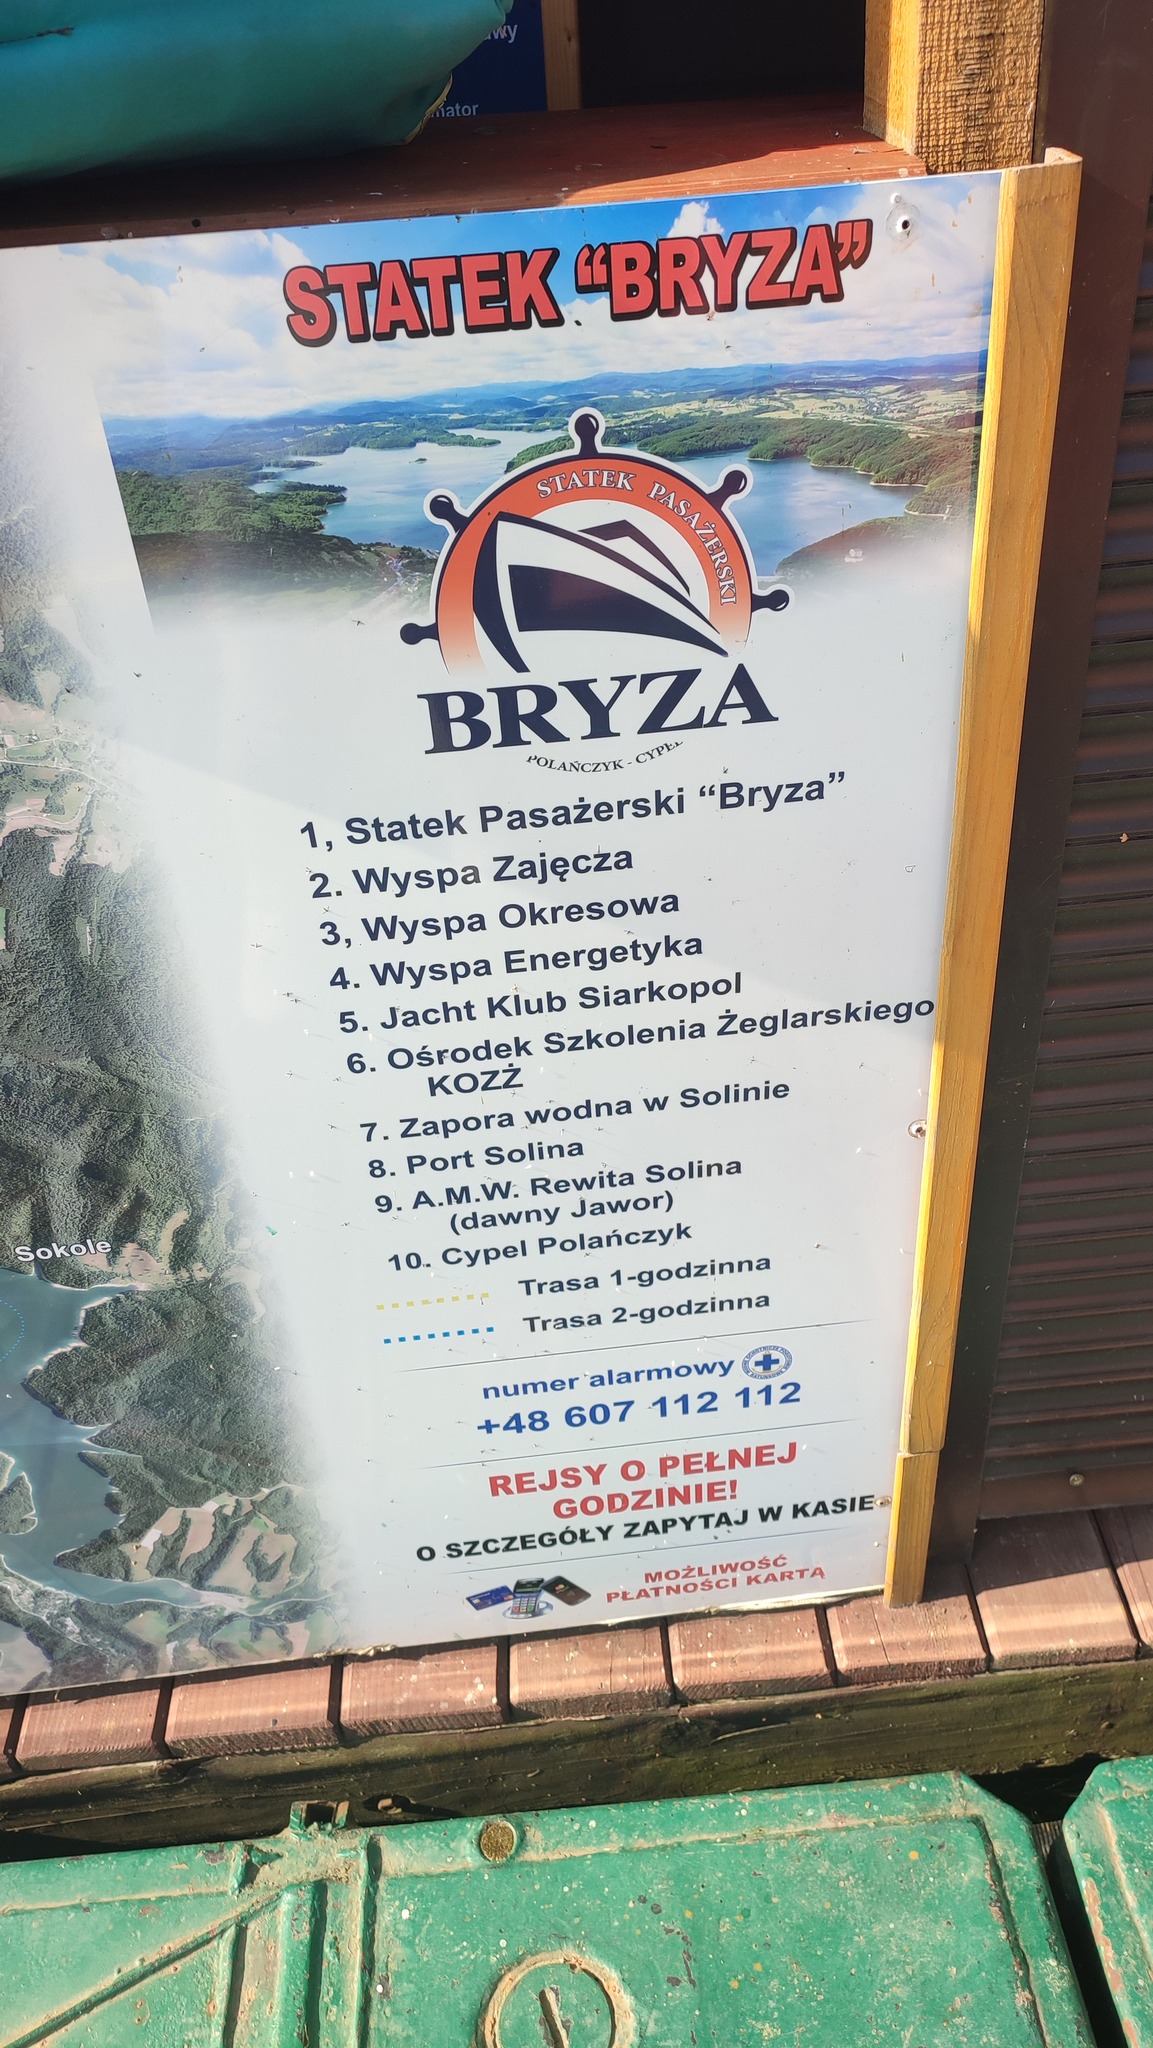 STATEK “BRYZA”
STATEK PASAŻERSKI
BRYZA
POLAŃCZYK - CYPEL
1, Statek Pasażerski “Bryza”
2. Wyspa Zajęcza
3, Wyspa Okresowa
4. Wyspa Energetyka
5. Jacht Klub Siarkopol
6. Ośrodek Szkolenia Żeglarskiego
KOZŻ
7. Zapora wodna w Solinie
8. Port Solina
9. A.M.W. Rewita Solina
(dawny Jawor)
10. Cypel Polańczyk
Sokole
Trasa 1-godzinna
Trasa 2-godzinna
numer alarmowy
+48 607 112 112
REJSY O PEŁNEJ
GODZINIE!
O SZCZEGÓŁY ZAPYTAJ W KASIE
MOŻLIWOŚĆ
PŁATNOŚCI KARTĄ